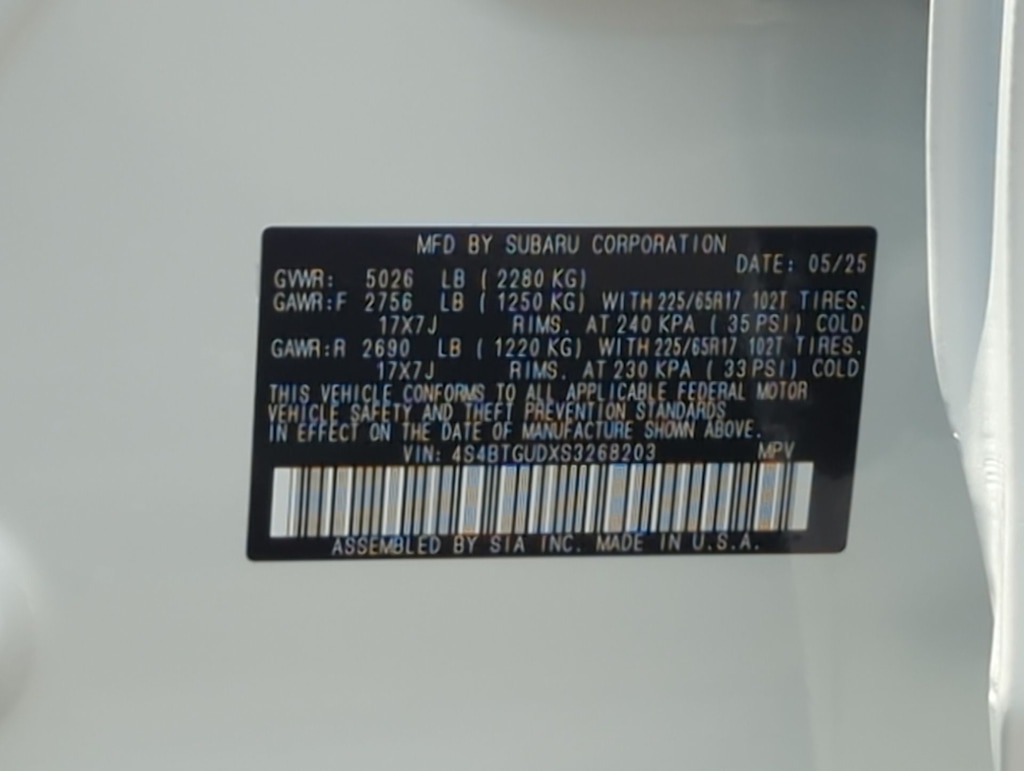 MFD BY SUBARU CORPORATION
DATE: 05/25
GVWR: 5026 LB ( 2280 KG)
GAWR:F 2756 LB ( 1250 KG) WITH 225/65R17 102T TIRES.
17X7J RIMS. AT 240 KPA ( 35 PSI) COLD
GAWR:R 2690 LB ( 1220 KG) WITH 225/65R17 102T TIRES.
17X7J RIMS. AT 230 KPA ( 33 PSI) COLD
THIS VEHICLE CONFORMS TO ALL APPLICABLE FEDERAL MOTOR
VEHICLE SAFETY AND THEFT PREVENTION STANDARDS
IN EFFECT ON THE DATE OF MANUFACTURE SHOWN ABOVE.
VIN: 4S4BTGUDXS3268203 MPV
ASSEMBLED BY SIA INC. MADE IN U.S.A.